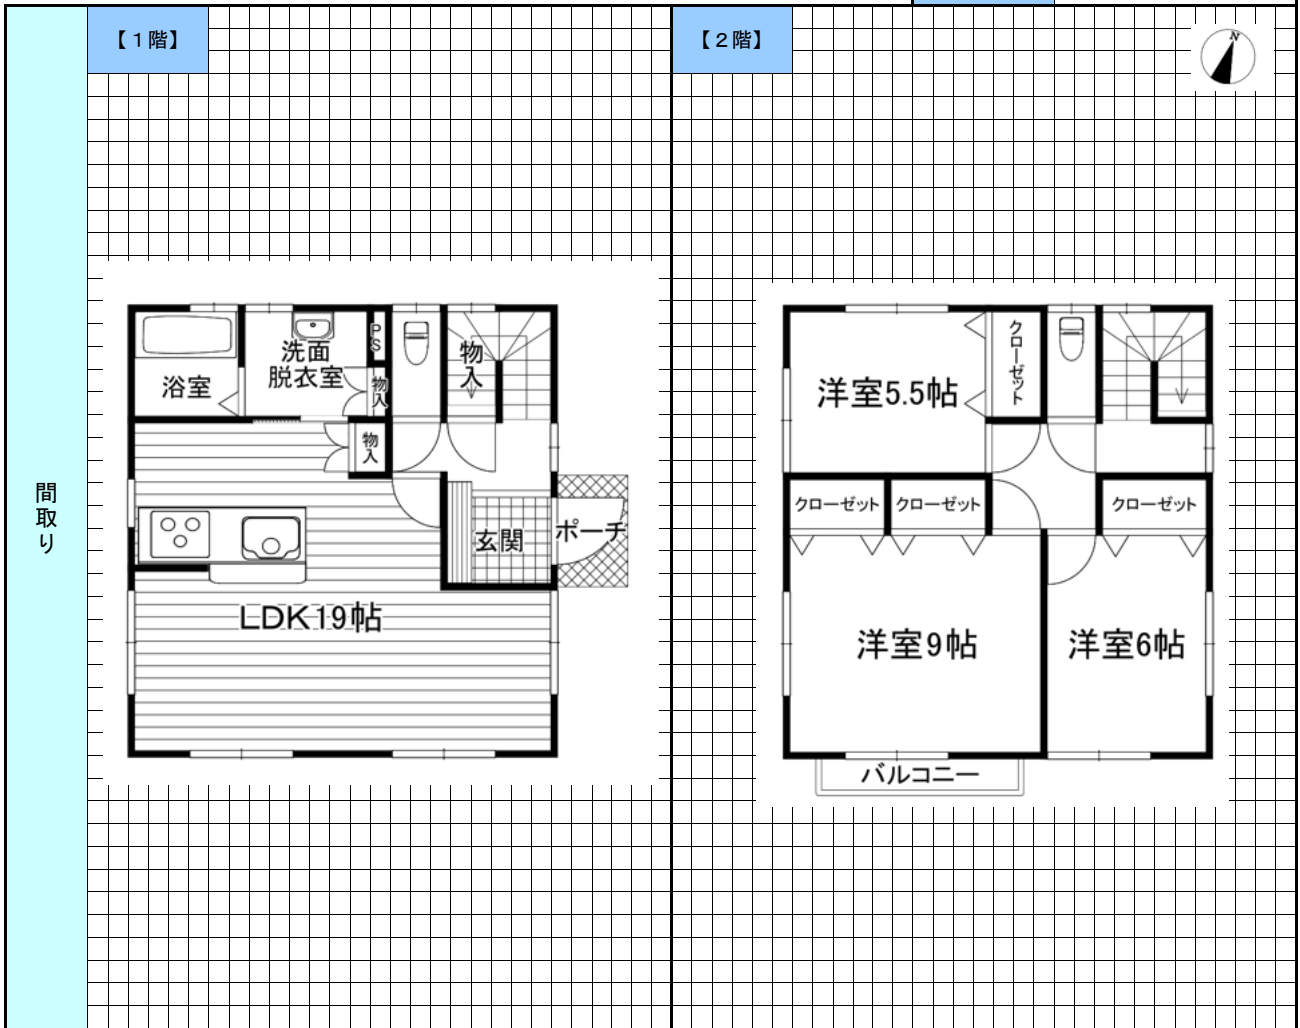 【１階】
【２階】
N
間取り
浴室
洗面
脱衣室
PS
物入
物入
物入
玄関
ポーチ
LDK19帖
洋室5.5帖
クローゼット
クローゼット
クローゼット
クローゼット
洋室9帖
洋室6帖
バルコニー